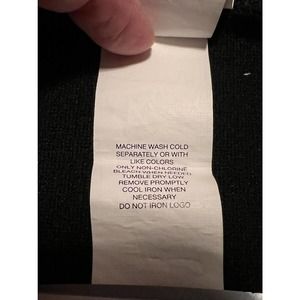 MACHINE WASH COLD
SEPARATELY OR WITH
LIKE COLORS
ONLY NON-CHLORINE
BLEACH WHEN NEEDED
TUMBLE DRY LOW
REMOVE PROMPTLY
COOL IRON WHEN
NECESSARY
DO NOT IRON LOGO